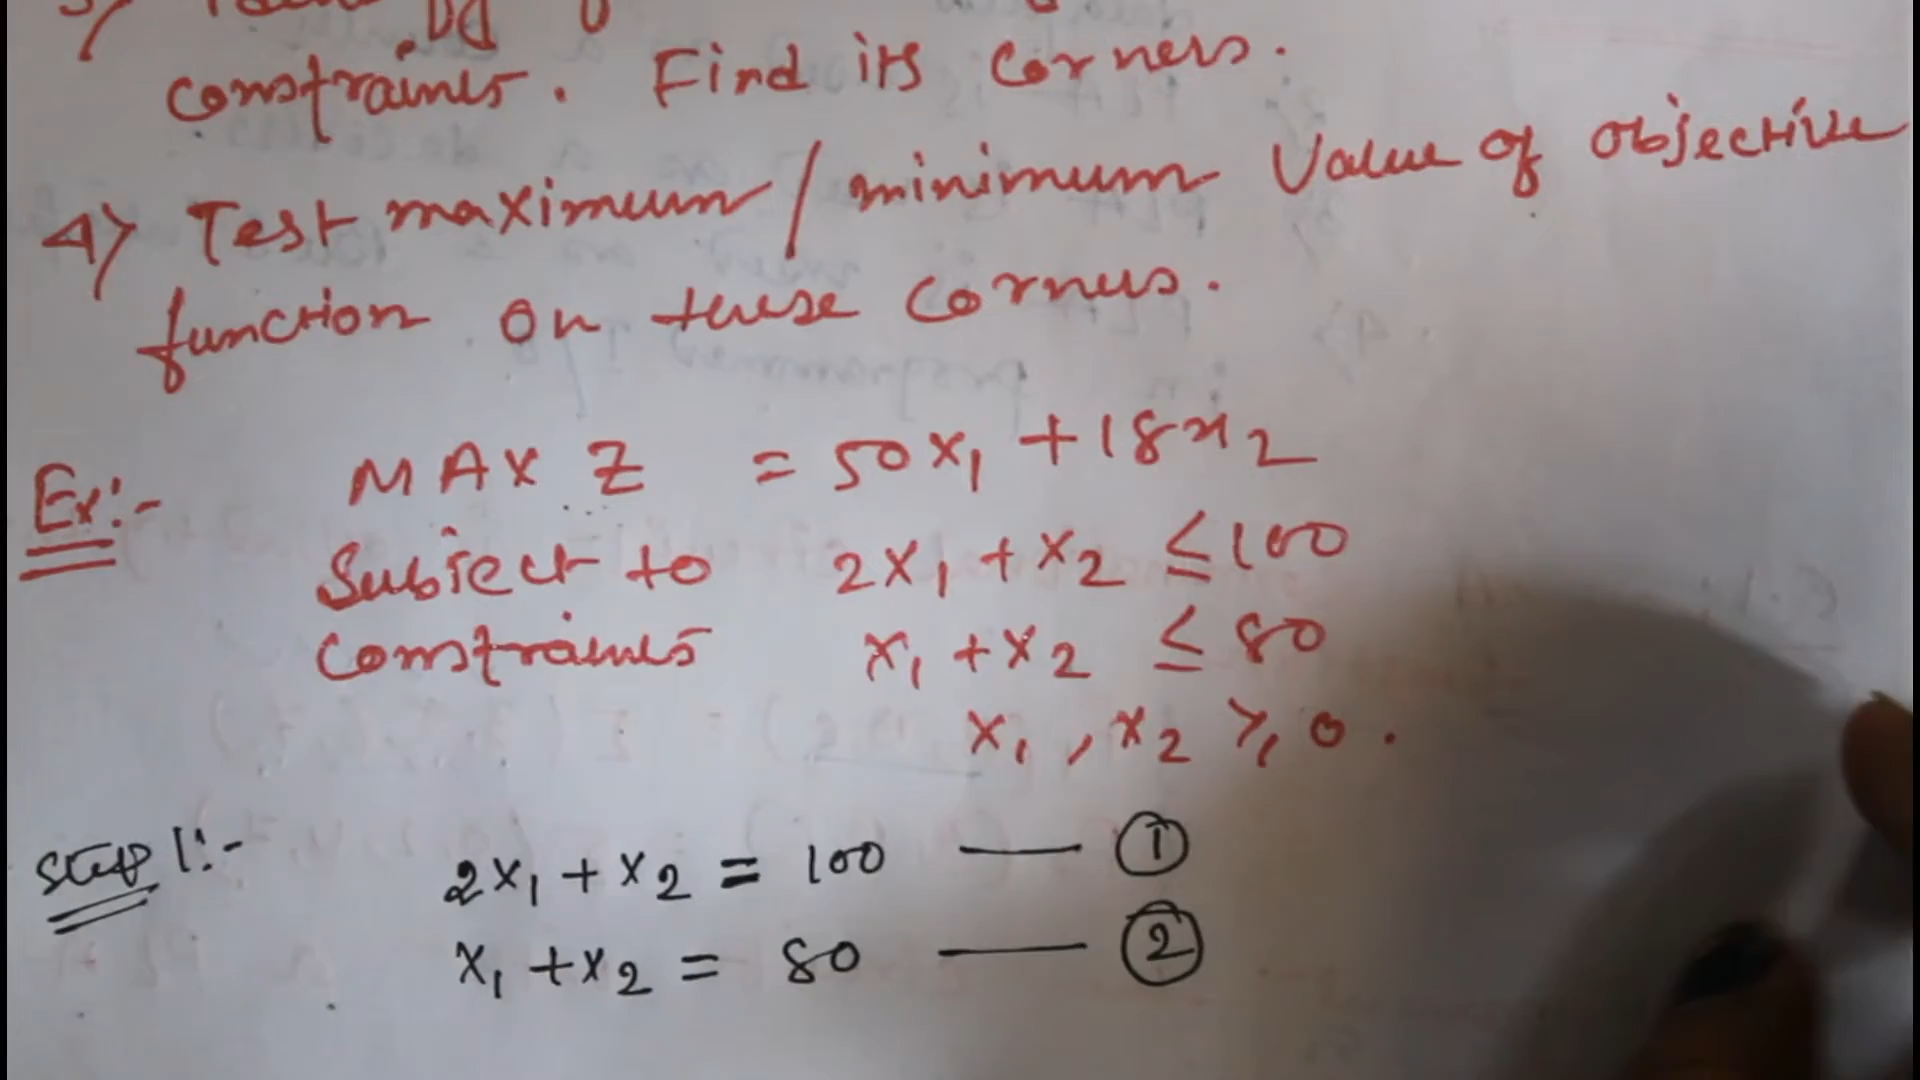 constraints. Find its corners.
4) Test maximum / minimum Value of objective
function on these corners.
Ex:- MAX Z = 50x₁ + 18x₂
Subject to 2x₁ + x₂ ≤ 100
constraints x₁ + x₂ ≤ 80
x₁, x₂ ≥ 0.
Step 1:- 2x₁ + x₂ = 100 — ①
x₁ + x₂ = 80 — ②